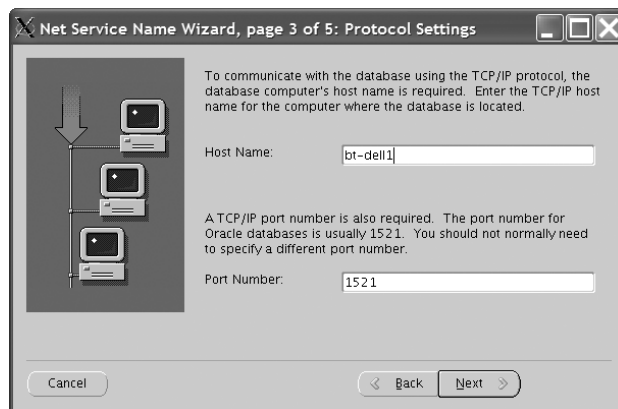 Net Service Name Wizard, page 3 of 5: Protocol Settings
To communicate with the database using the TCP/IP protocol, the
database computer's host name is required. Enter the TCP/IP host
name for the computer where the database is located.
Host Name:
bt-dell1
A TCP/IP port number is also required. The port number for
Oracle databases is usually 1521. You should not normally need
to specify a different port number.
Port Number:
1521
Cancel
Back
Next